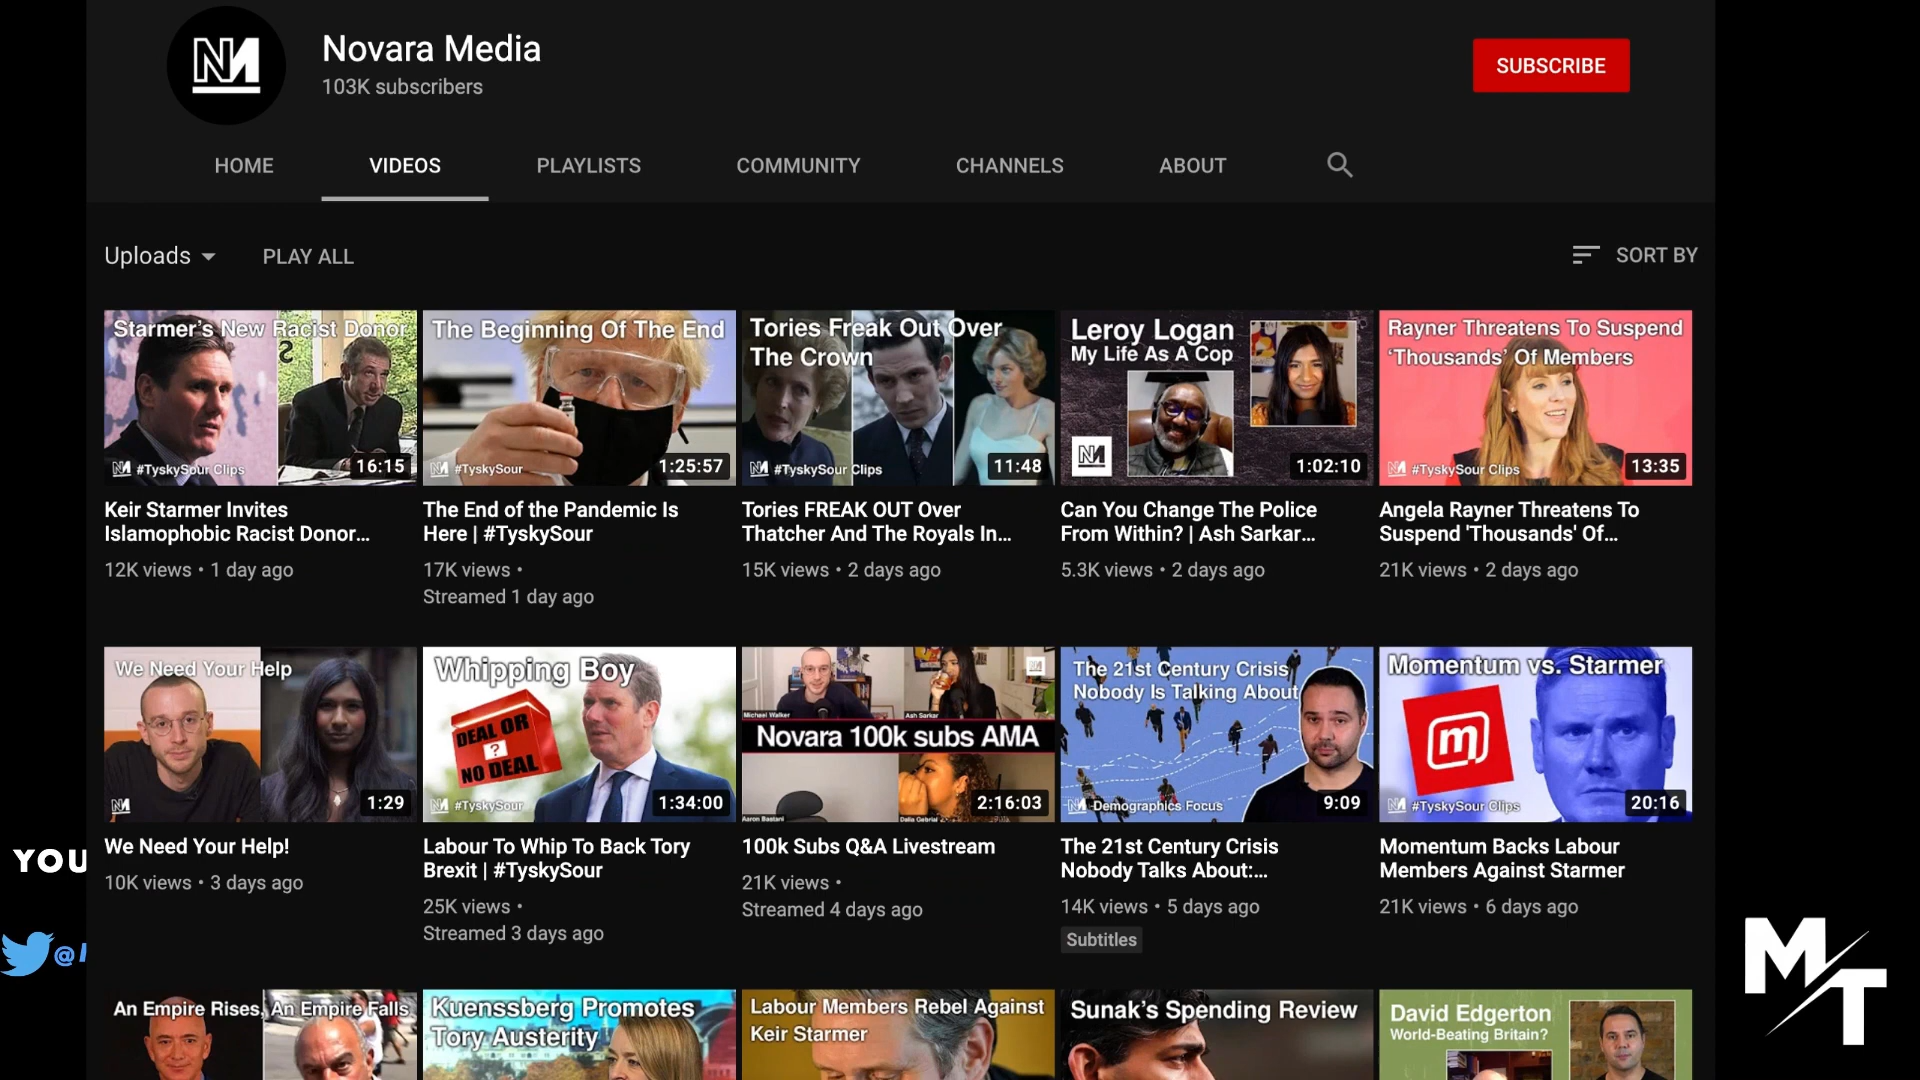 Novara Media
103K subscribers
SUBSCRIBE
HOME
VIDEOS
PLAYLISTS
COMMUNITY
CHANNELS
ABOUT
Uploads
PLAY ALL
SORT BY
Starmer's New Racist Donor
#TyskySour Clips
16:15
The Beginning Of The End
#TyskySour
1:25:57
Tories Freak Out Over
The Crown
#TyskySour Clips
11:48
Leroy Logan
My Life As A Cop
1:02:10
Rayner Threatens To Suspend
'Thousands' Of Members
#TyskySour Clips
13:35
Keir Starmer Invites
Islamophobic Racist Donor...
12K views • 1 day ago
The End of the Pandemic Is
Here | #TyskySour
17K views •
Streamed 1 day ago
Tories FREAK OUT Over
Thatcher And The Royals In...
15K views • 2 days ago
Can You Change The Police
From Within? | Ash Sarkar...
5.3K views • 2 days ago
Angela Rayner Threatens To
Suspend 'Thousands' Of...
21K views • 2 days ago
We Need Your Help
1:29
Whipping Boy
DEAL OR
?
NO DEAL
#TyskySour
1:34:00
Michael Walker
Ash Sarkar
Novara 100k subs AMA
Aaron Bastani
Dalia Gebrial
2:16:03
The 21st Century Crisis
Nobody Is Talking About
Demographics Focus
9:09
Momentum vs. Starmer
m
#TyskySour Clips
20:16
We Need Your Help!
10K views • 3 days ago
Labour To Whip To Back Tory
Brexit | #TyskySour
25K views •
Streamed 3 days ago
100k Subs Q&A Livestream
21K views •
Streamed 4 days ago
The 21st Century Crisis
Nobody Talks About:...
14K views • 5 days ago
Subtitles
Momentum Backs Labour
Members Against Starmer
21K views • 6 days ago
YOU
@
An Empire Rises, An Empire Falls
Kuenssberg Promotes
Tory Austerity
Labour Members Rebel Against
Keir Starmer
Sunak's Spending Review
David Edgerton
World-Beating Britain?
M/T